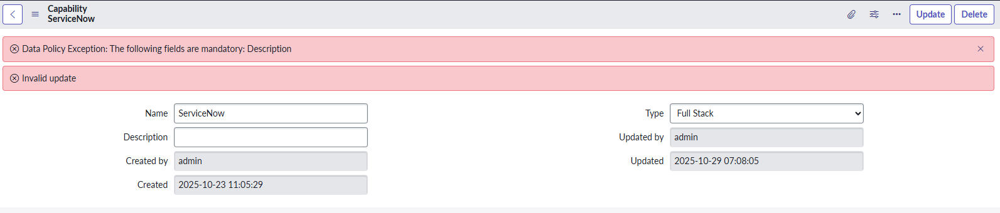 Capability
ServiceNow
Update
Delete
Data Policy Exception: The following fields are mandatory: Description
Invalid update
Name ServiceNow
Type Full Stack
Description
Updated by admin
Created by admin
Updated 2025-10-29 07:08:05
Created 2025-10-23 11:05:29